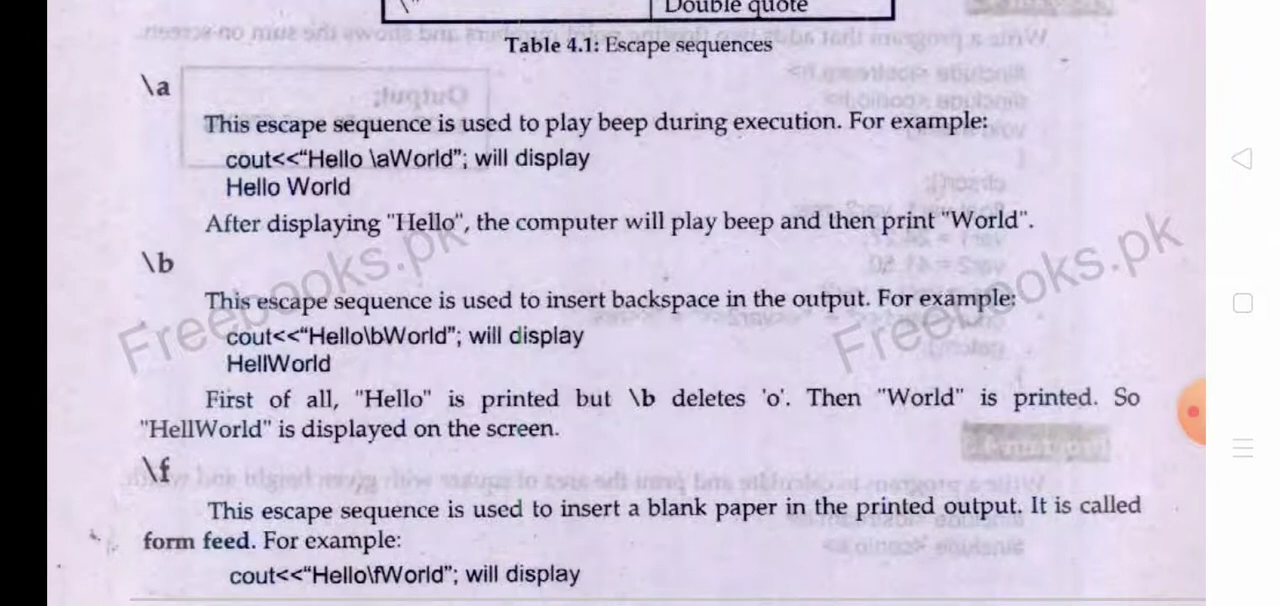 \" Double quote
Table 4.1: Escape sequences
\a
This escape sequence is used to play beep during execution. For example:
cout<<“Hello \aWorld”; will display
Hello World
After displaying "Hello", the computer will play beep and then print "World".
\b
This escape sequence is used to insert backspace in the output. For example:
cout<<“Hello\bWorld”; will display
HellWorld
First of all, "Hello" is printed but \b deletes 'o'. Then "World" is printed. So
"HellWorld" is displayed on the screen.
\f
This escape sequence is used to insert a blank paper in the printed output. It is called
form feed. For example:
cout<<“Hello\fWorld”; will display
Freebooks.pk
Freebooks.pk